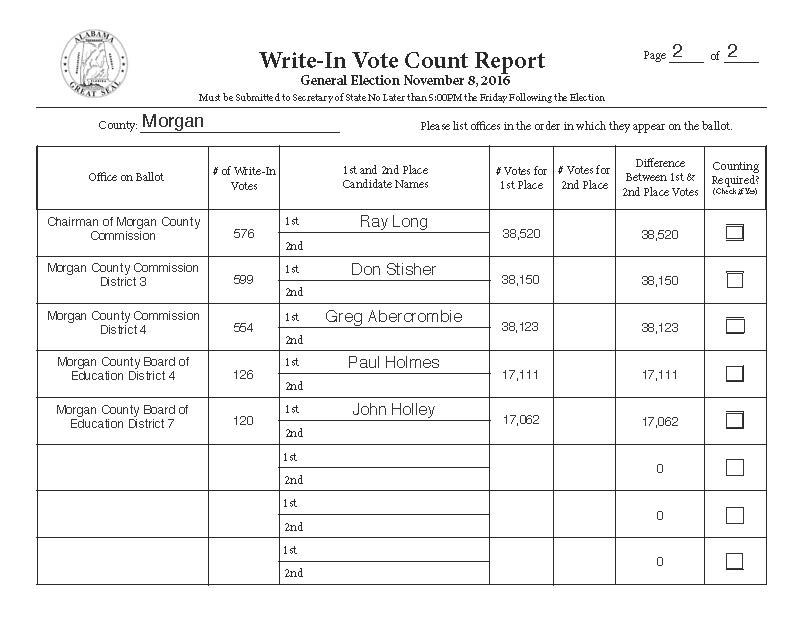 ALABAMA
GREAT SEAL
Write-In Vote Count Report
Page 2 of 2
General Election November 8, 2016
Must be Submitted to Secretary of State No Later than 5:00PM the Friday Following the Election
County: Morgan
Please list offices in the order in which they appear on the ballot.
Office on Ballot
# of Write-In
Votes
1st and 2nd Place
Candidate Names
# Votes for
1st Place
# Votes for
2nd Place
Difference
Between 1st &
2nd Place Votes
Counting
Required?
(Check if Yes)
Chairman of Morgan County
Commission
576
1st Ray Long
2nd
38,520
38,520
Morgan County Commission
District 3
599
1st Don Stisher
2nd
38,150
38,150
Morgan County Commission
District 4
554
1st Greg Abercrombie
2nd
38,123
38,123
Morgan County Board of
Education District 4
126
1st Paul Holmes
2nd
17,111
17,111
Morgan County Board of
Education District 7
120
1st John Holley
2nd
17,062
17,062
1st
2nd
0
1st
2nd
0
1st
2nd
0